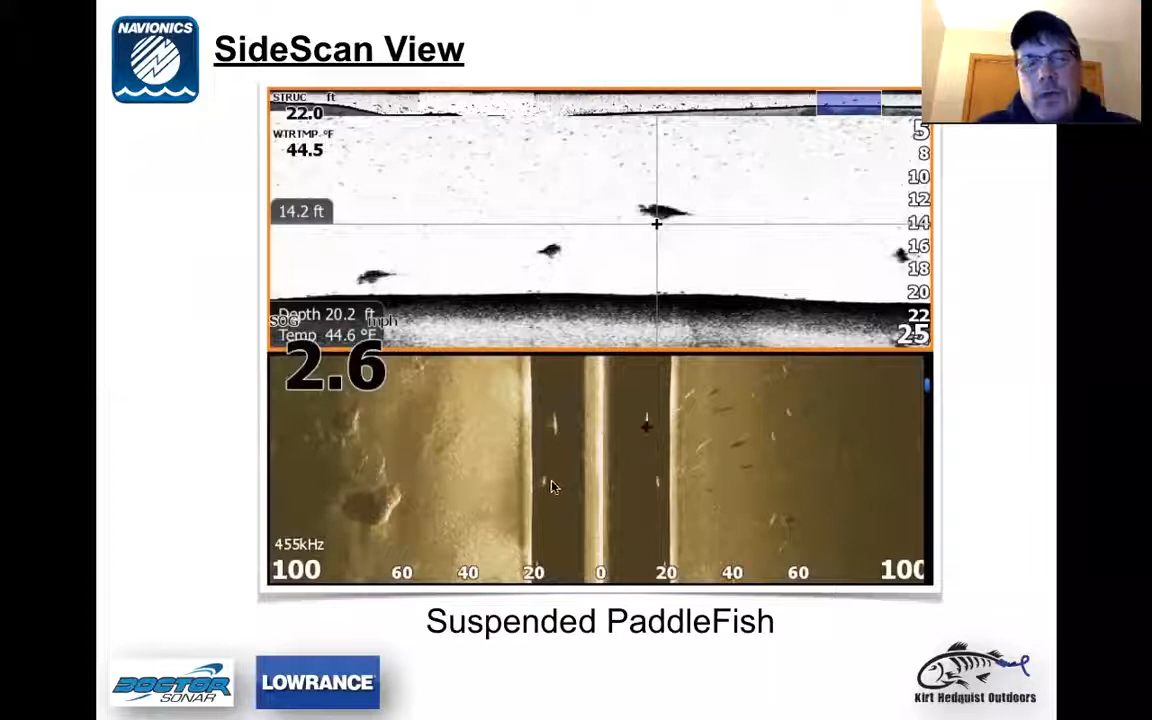 NAVIONICS
SideScan View
STRUC ft
22.0
WTRTMP-°F
44.5
14.2 ft
5
8
10
12
14
16
18
20
22
25
Depth 20.2 ft
SOG mph
Temp 44.6 °F
2.6
455kHz
100 60 40 20 0 20 40 60 100
Suspended PaddleFish
DOCTOR
SONAR
LOWRANCE
Kirt Hedquist Outdoors